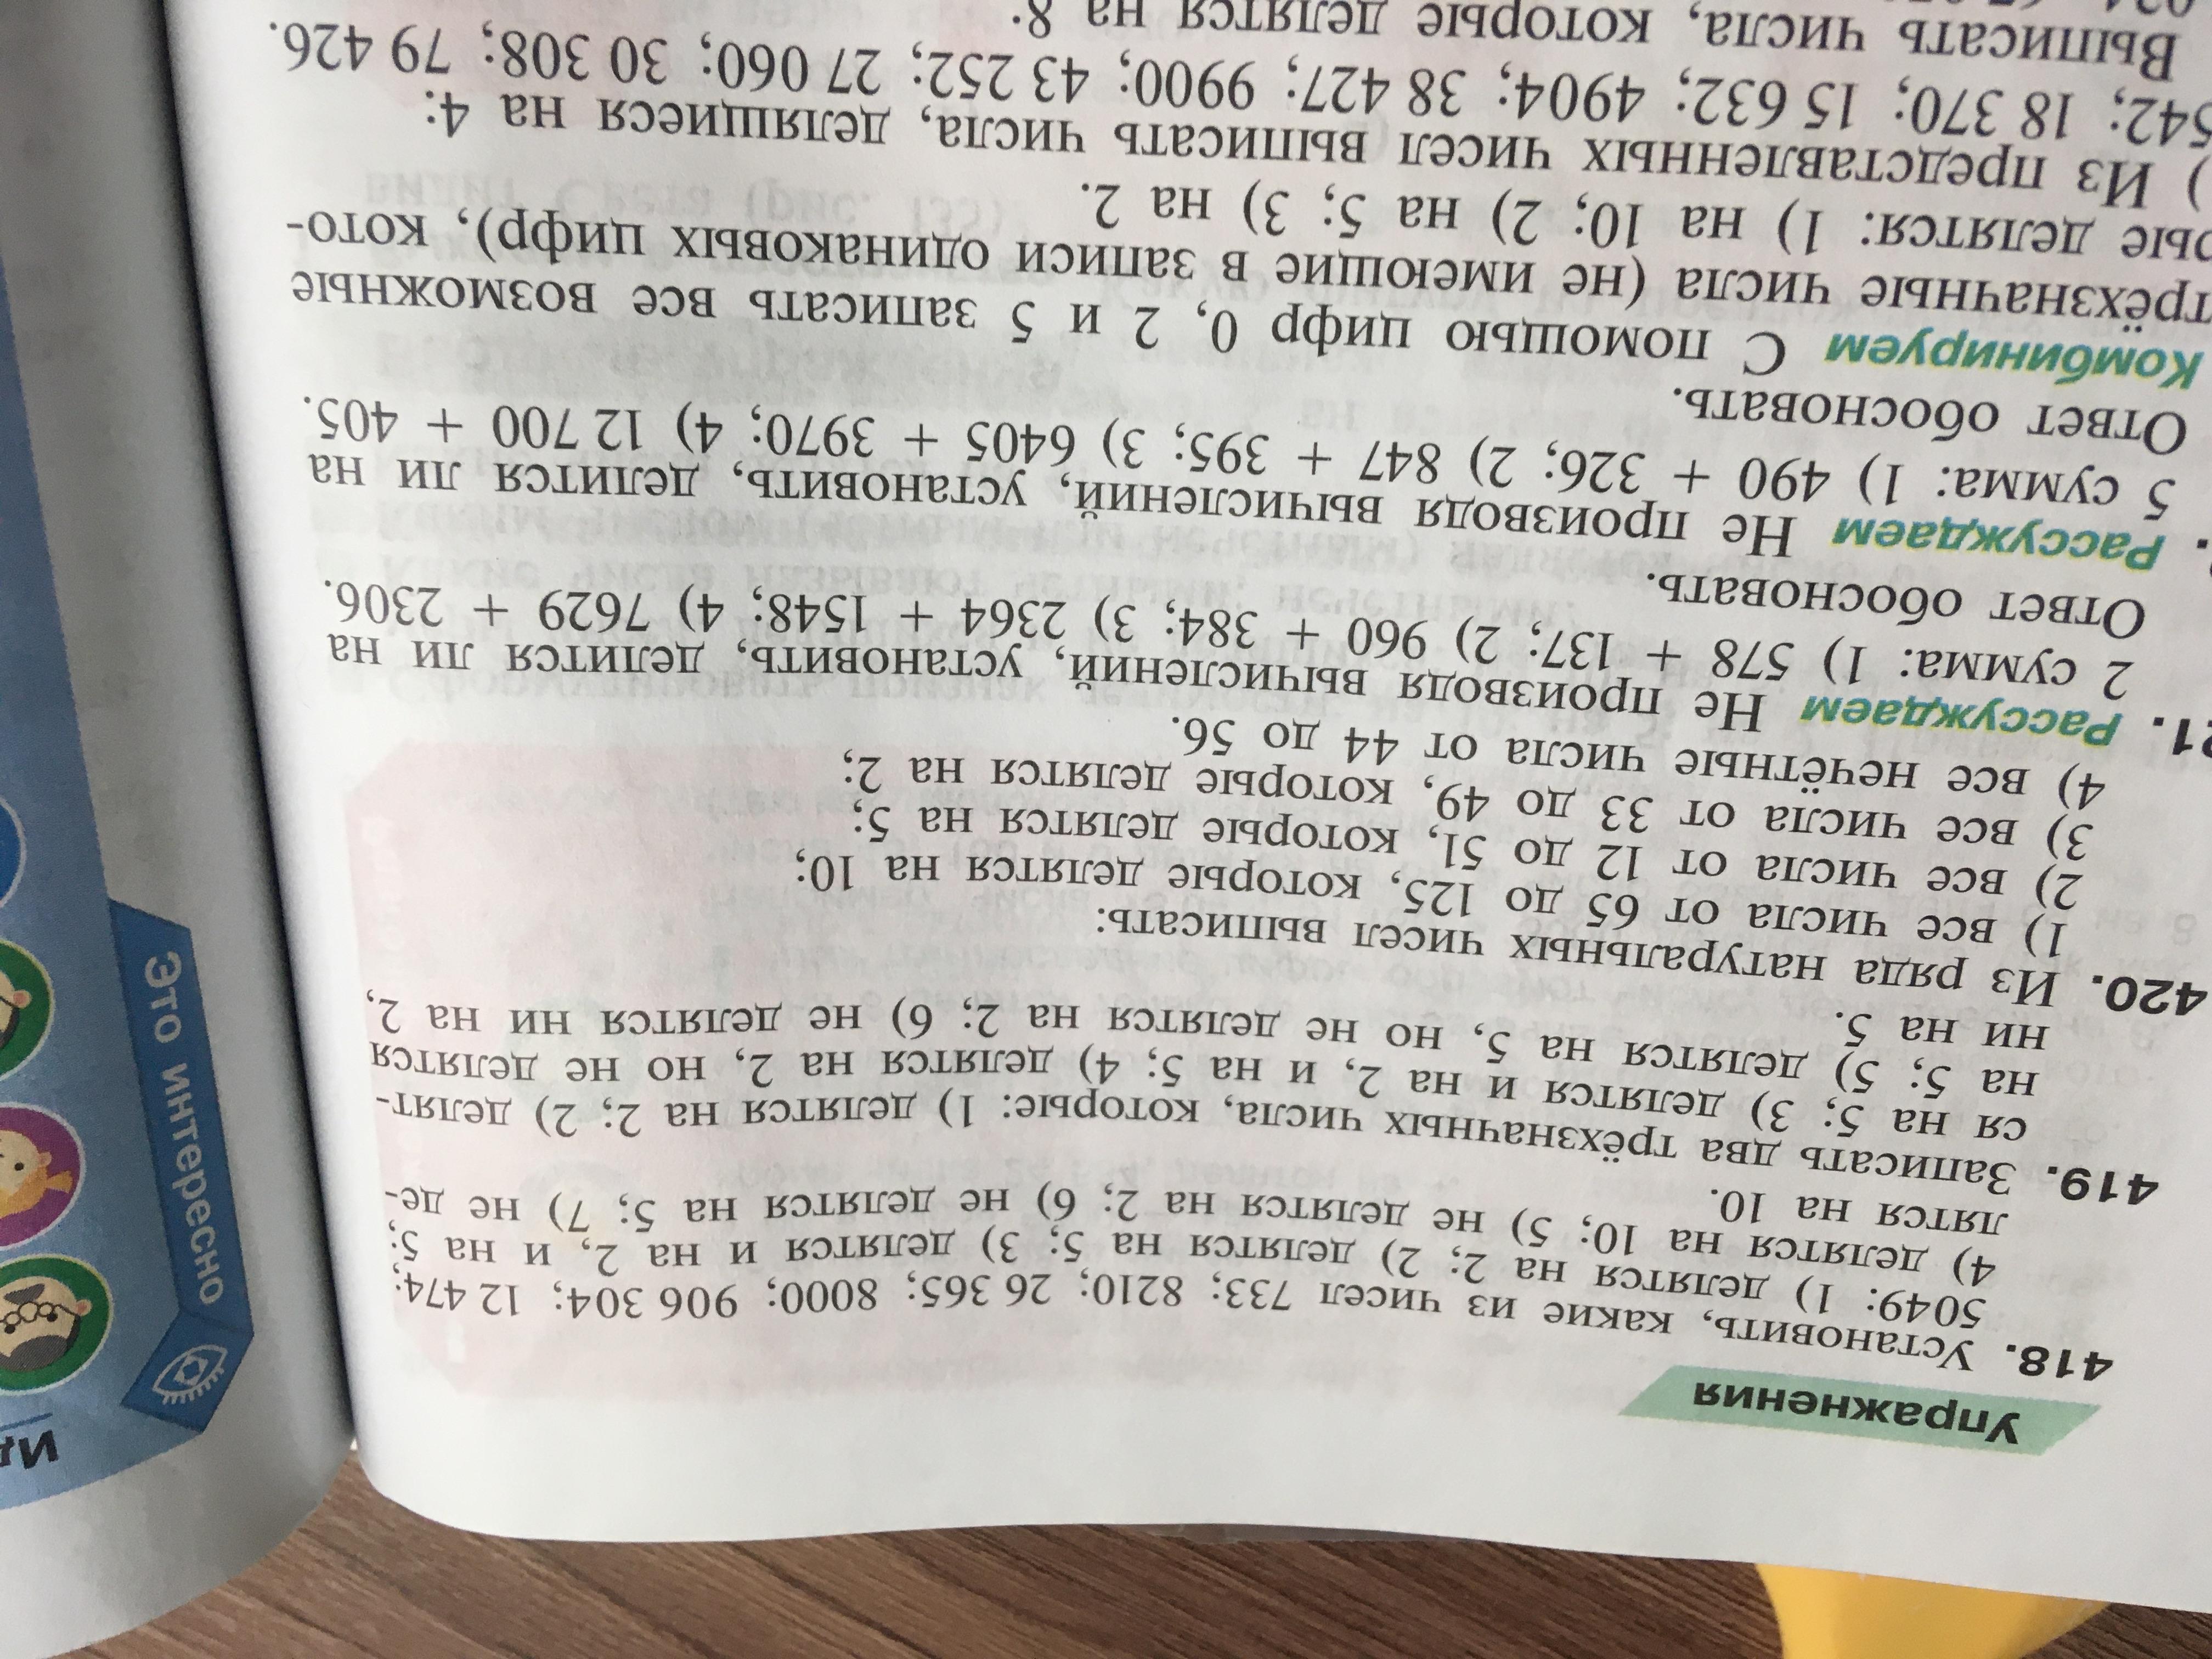 Упражнения
418. Установить, какие из чисел 733; 8210; 26 365; 8000; 906 304; 12 474;
5049: 1) делятся на 2; 2) делятся на 5; 3) делятся и на 2, и на 5;
4) делятся на 10; 5) не делятся на 2; 6) не делятся на 5; 7) не де-
лятся на 10.
419. Записать два трёхзначных числа, которые: 1) делятся на 2; 2) делят-
ся на 5; 3) делятся и на 2, и на 5; 4) делятся на 2, но не делятся
на 5; 5) делятся на 5, но не делятся на 2; 6) не делятся ни на 2,
ни на 5.
420. Из ряда натуральных чисел выписать:
1) все числа от 65 до 125, которые делятся на 10;
2) все числа от 12 до 51, которые делятся на 5;
3) все числа от 33 до 49, которые делятся на 2;
4) все нечётные числа от 44 до 56.
21. Рассуждаем Не производя вычислений, установить, делится ли на
2 сумма: 1) 578 + 137; 2) 960 + 384; 3) 2364 + 1548; 4) 7629 + 2306.
Ответ обосновать.
Рассуждаем Не производя вычислений, установить, делится ли на
5 сумма: 1) 490 + 326; 2) 847 + 395; 3) 6405 + 3970; 4) 12 700 + 405.
Ответ обосновать.
Комбинируем С помощью цифр 0, 2 и 5 записать все возможные
трёхзначные числа (не имеющие в записи одинаковых цифр), кото-
рые делятся: 1) на 10; 2) на 5; 3) на 2.
) Из представленных чисел выписать числа, делящиеся на 4:
542; 18 370; 15 632; 4904; 38 427; 9900; 43 252; 27 060; 30 308; 79 426.
Выписать числа, которые делятся на 8:
Это интересно